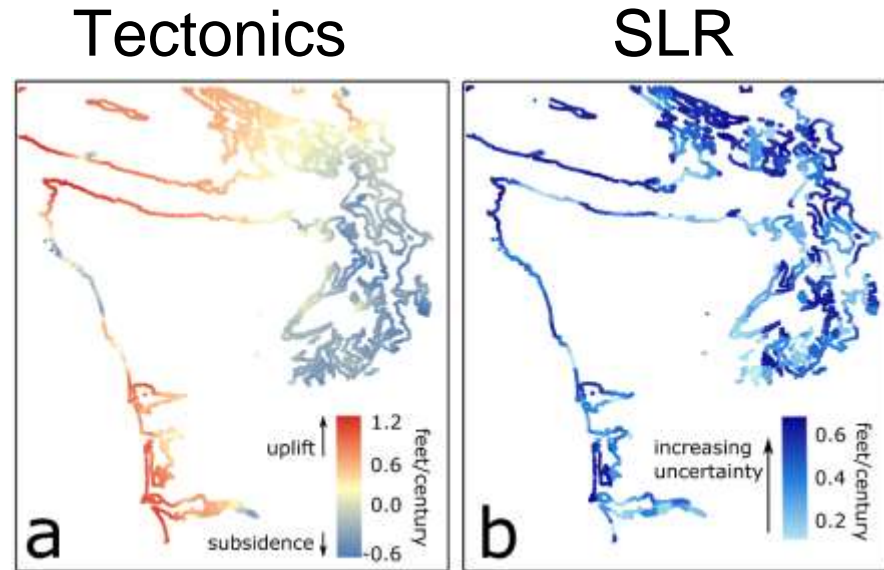 Tectonics
SLR
uplift
1.2
0.6
0.0
-0.6
feet/century
subsidence
a
increasing
uncertainty
0.6
0.4
0.2
feet/century
b